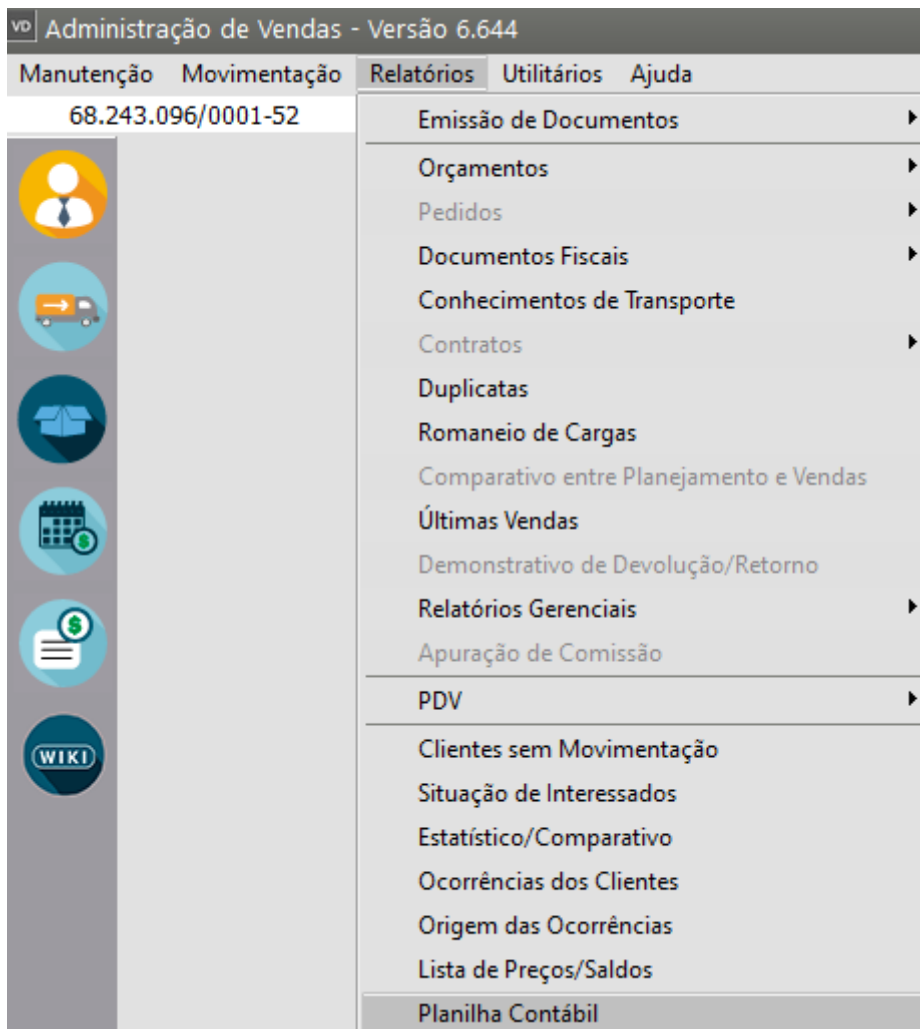 VD Administração de Vendas - Versão 6.644
Manutenção Movimentação Relatórios Utilitários Ajuda
68.243.096/0001-52
Emissão de Documentos
Orçamentos
Pedidos
Documentos Fiscais
Conhecimentos de Transporte
Contratos
Duplicatas
Romaneio de Cargas
Comparativo entre Planejamento e Vendas
Últimas Vendas
Demonstrativo de Devolução/Retorno
Relatórios Gerenciais
Apuração de Comissão
PDV
WIKI
Clientes sem Movimentação
Situação de Interessados
Estatístico/Comparativo
Ocorrências dos Clientes
Origem das Ocorrências
Lista de Preços/Saldos
Planilha Contábil